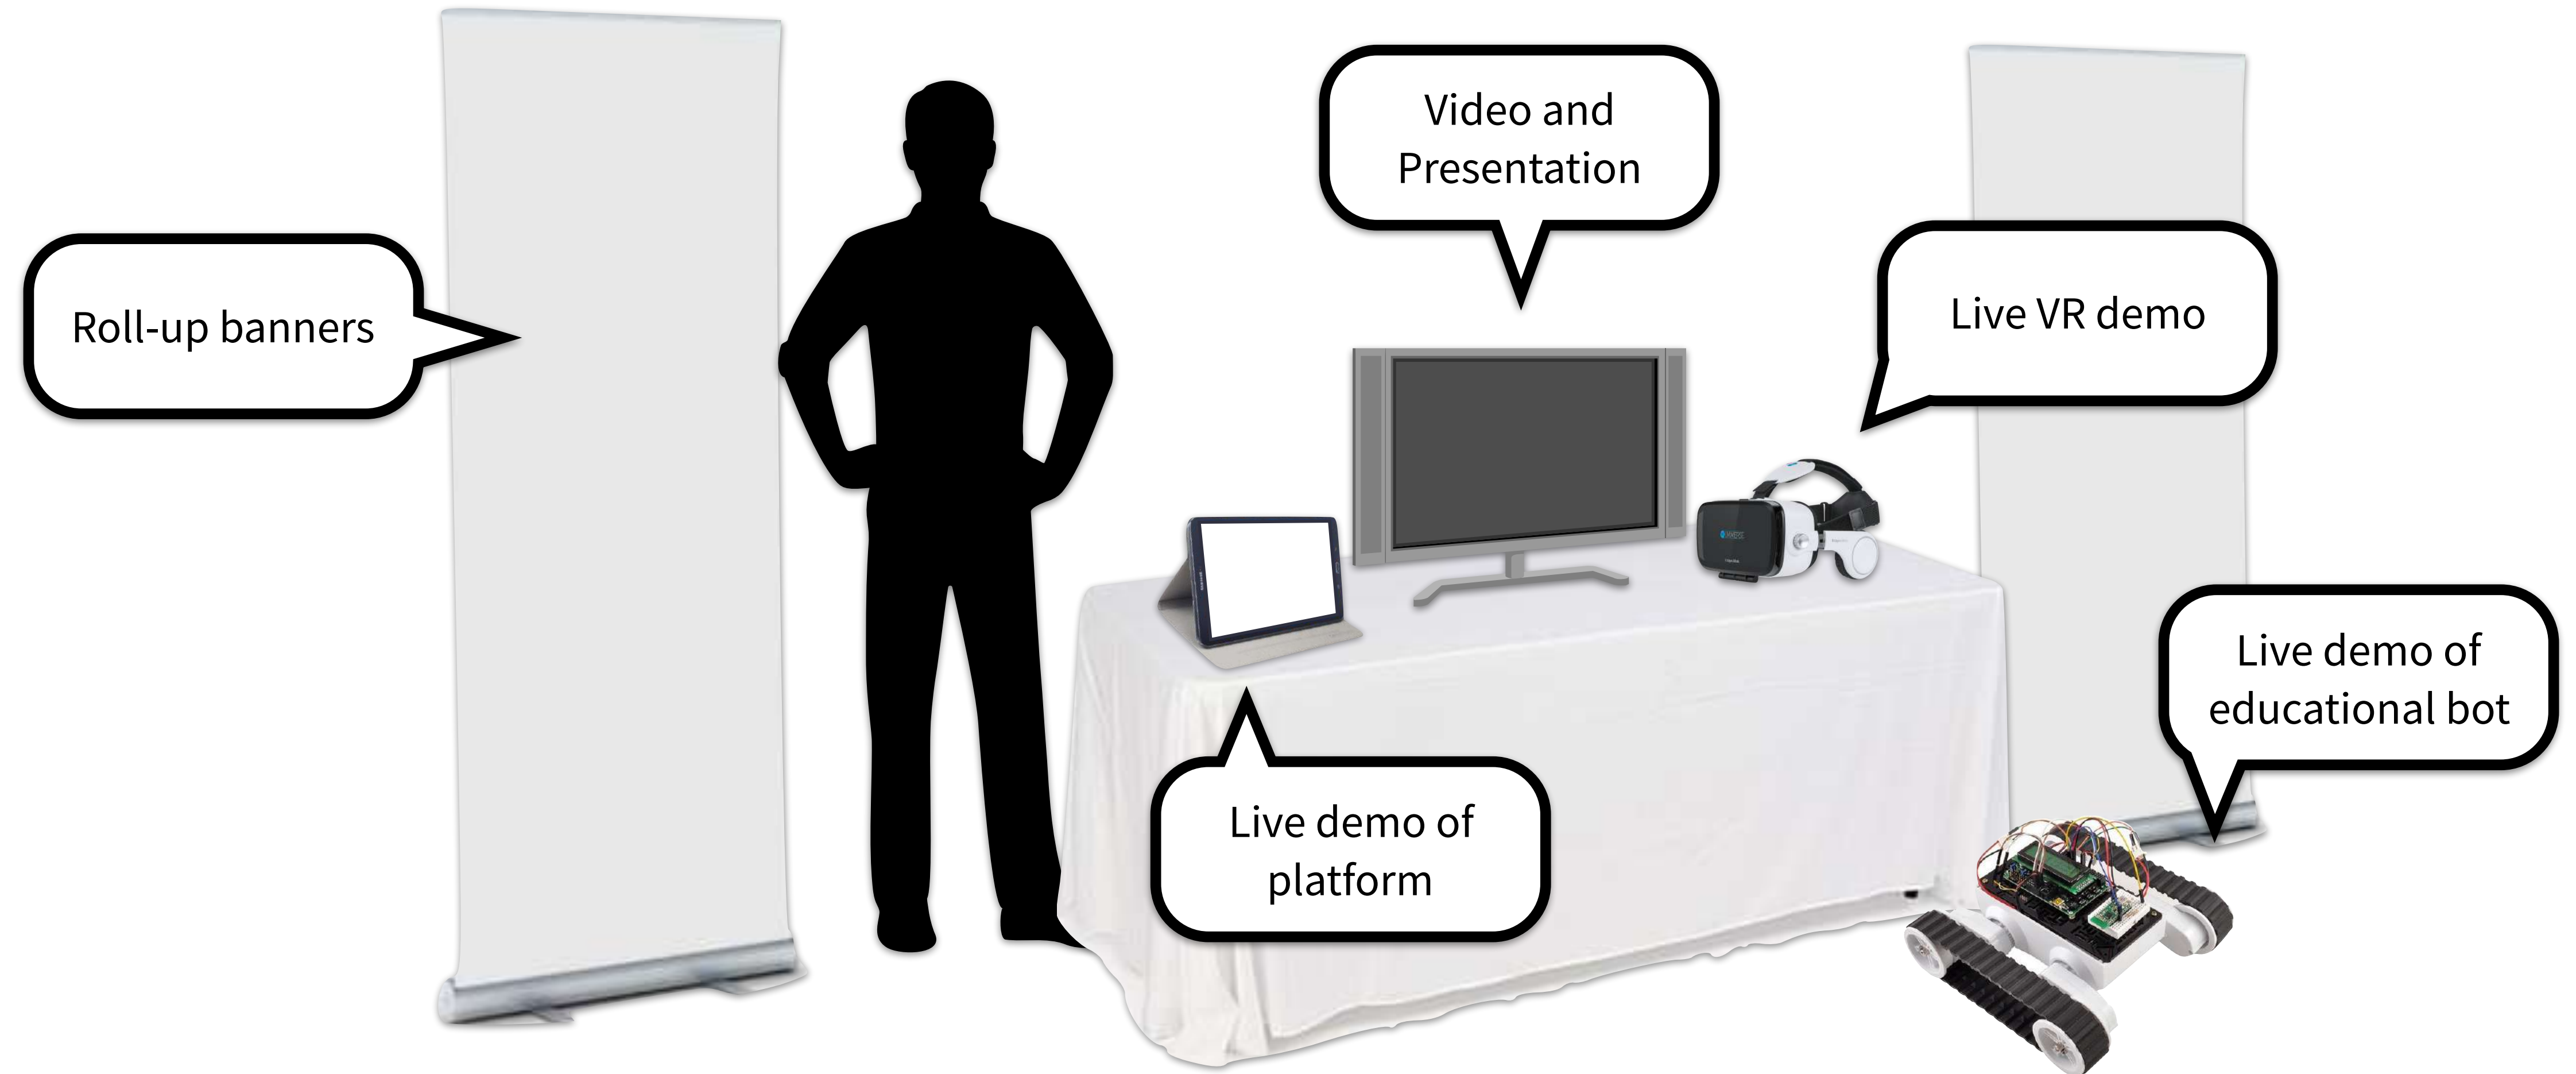 Video and
Presentation
Roll-up banners
Live VR demo
Live demo of
educational bot
Live demo of
platform